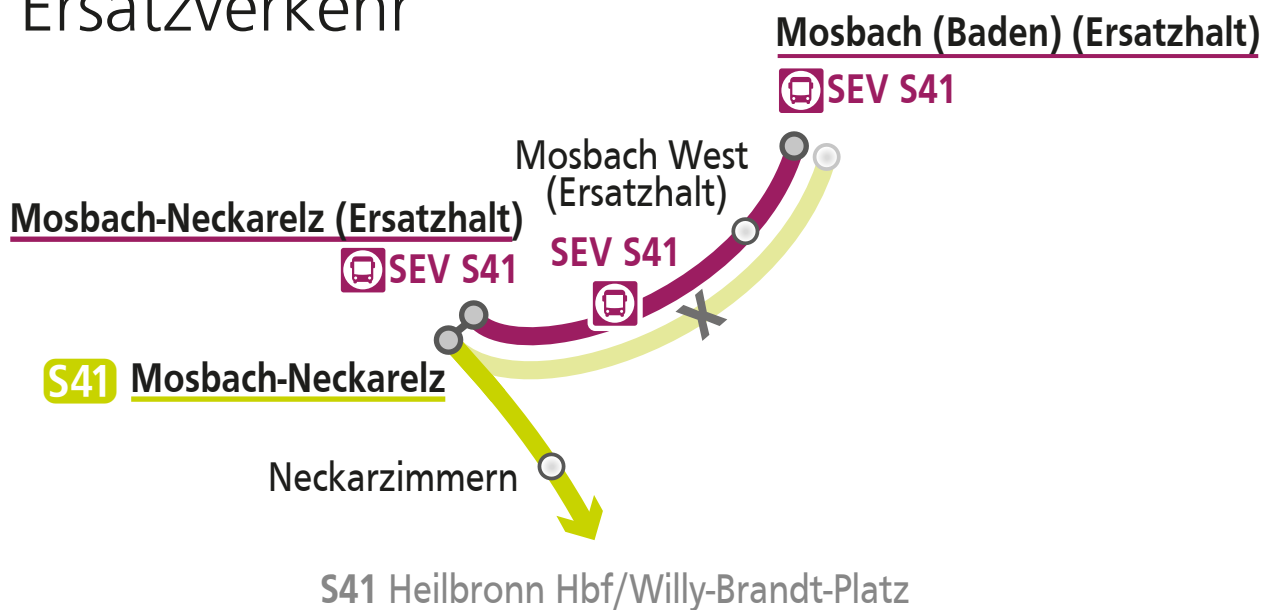 Ersatzverkehr
Mosbach (Baden) (Ersatzhalt)
SEV S41
Mosbach West
(Ersatzhalt)
Mosbach-Neckarelz (Ersatzhalt)
SEV S41
SEV S41
S41 Mosbach-Neckarelz
Neckarzimmern
S41 Heilbronn Hbf/Willy-Brandt-Platz